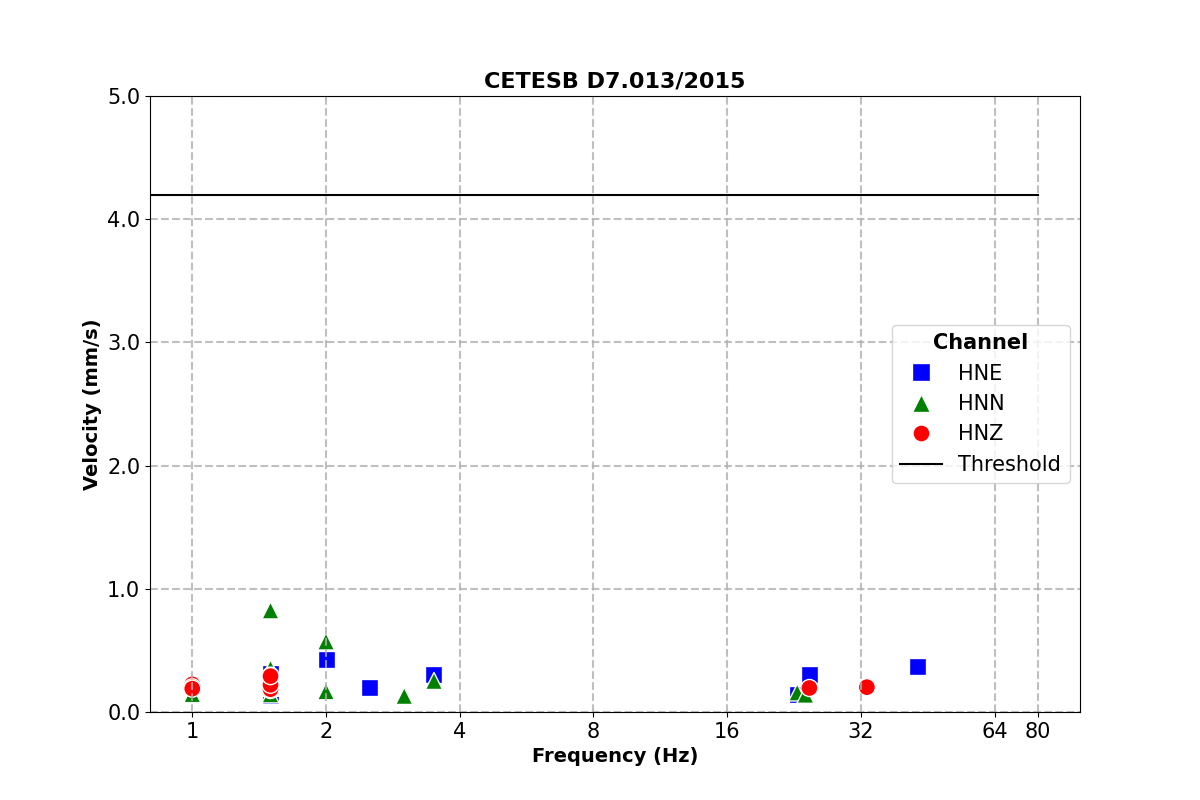 CETESB D7.013/2015
5.0
4.0
3.0
2.0
1.0
0.0
Velocity (mm/s)
Channel
HNE
HNN
HNZ
Threshold
1 2 4 8 16 32 64 80
Frequency (Hz)